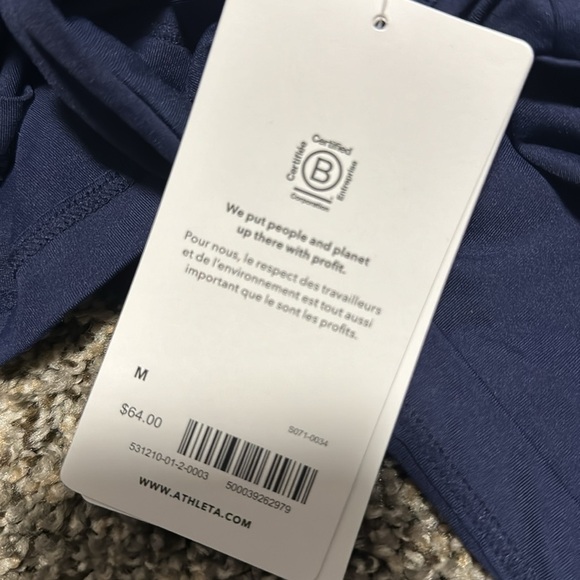 Certified
Certifiée
B
Corporation
Entreprise
We put people and planet
up there with profit.
Pour nous, le respect des travailleurs
et de l'environnement est tout aussi
important que le sont les profits.
M
$64.00
S071-0034
531210-01-2-0003 500039262979
WWW.ATHLETA.COM